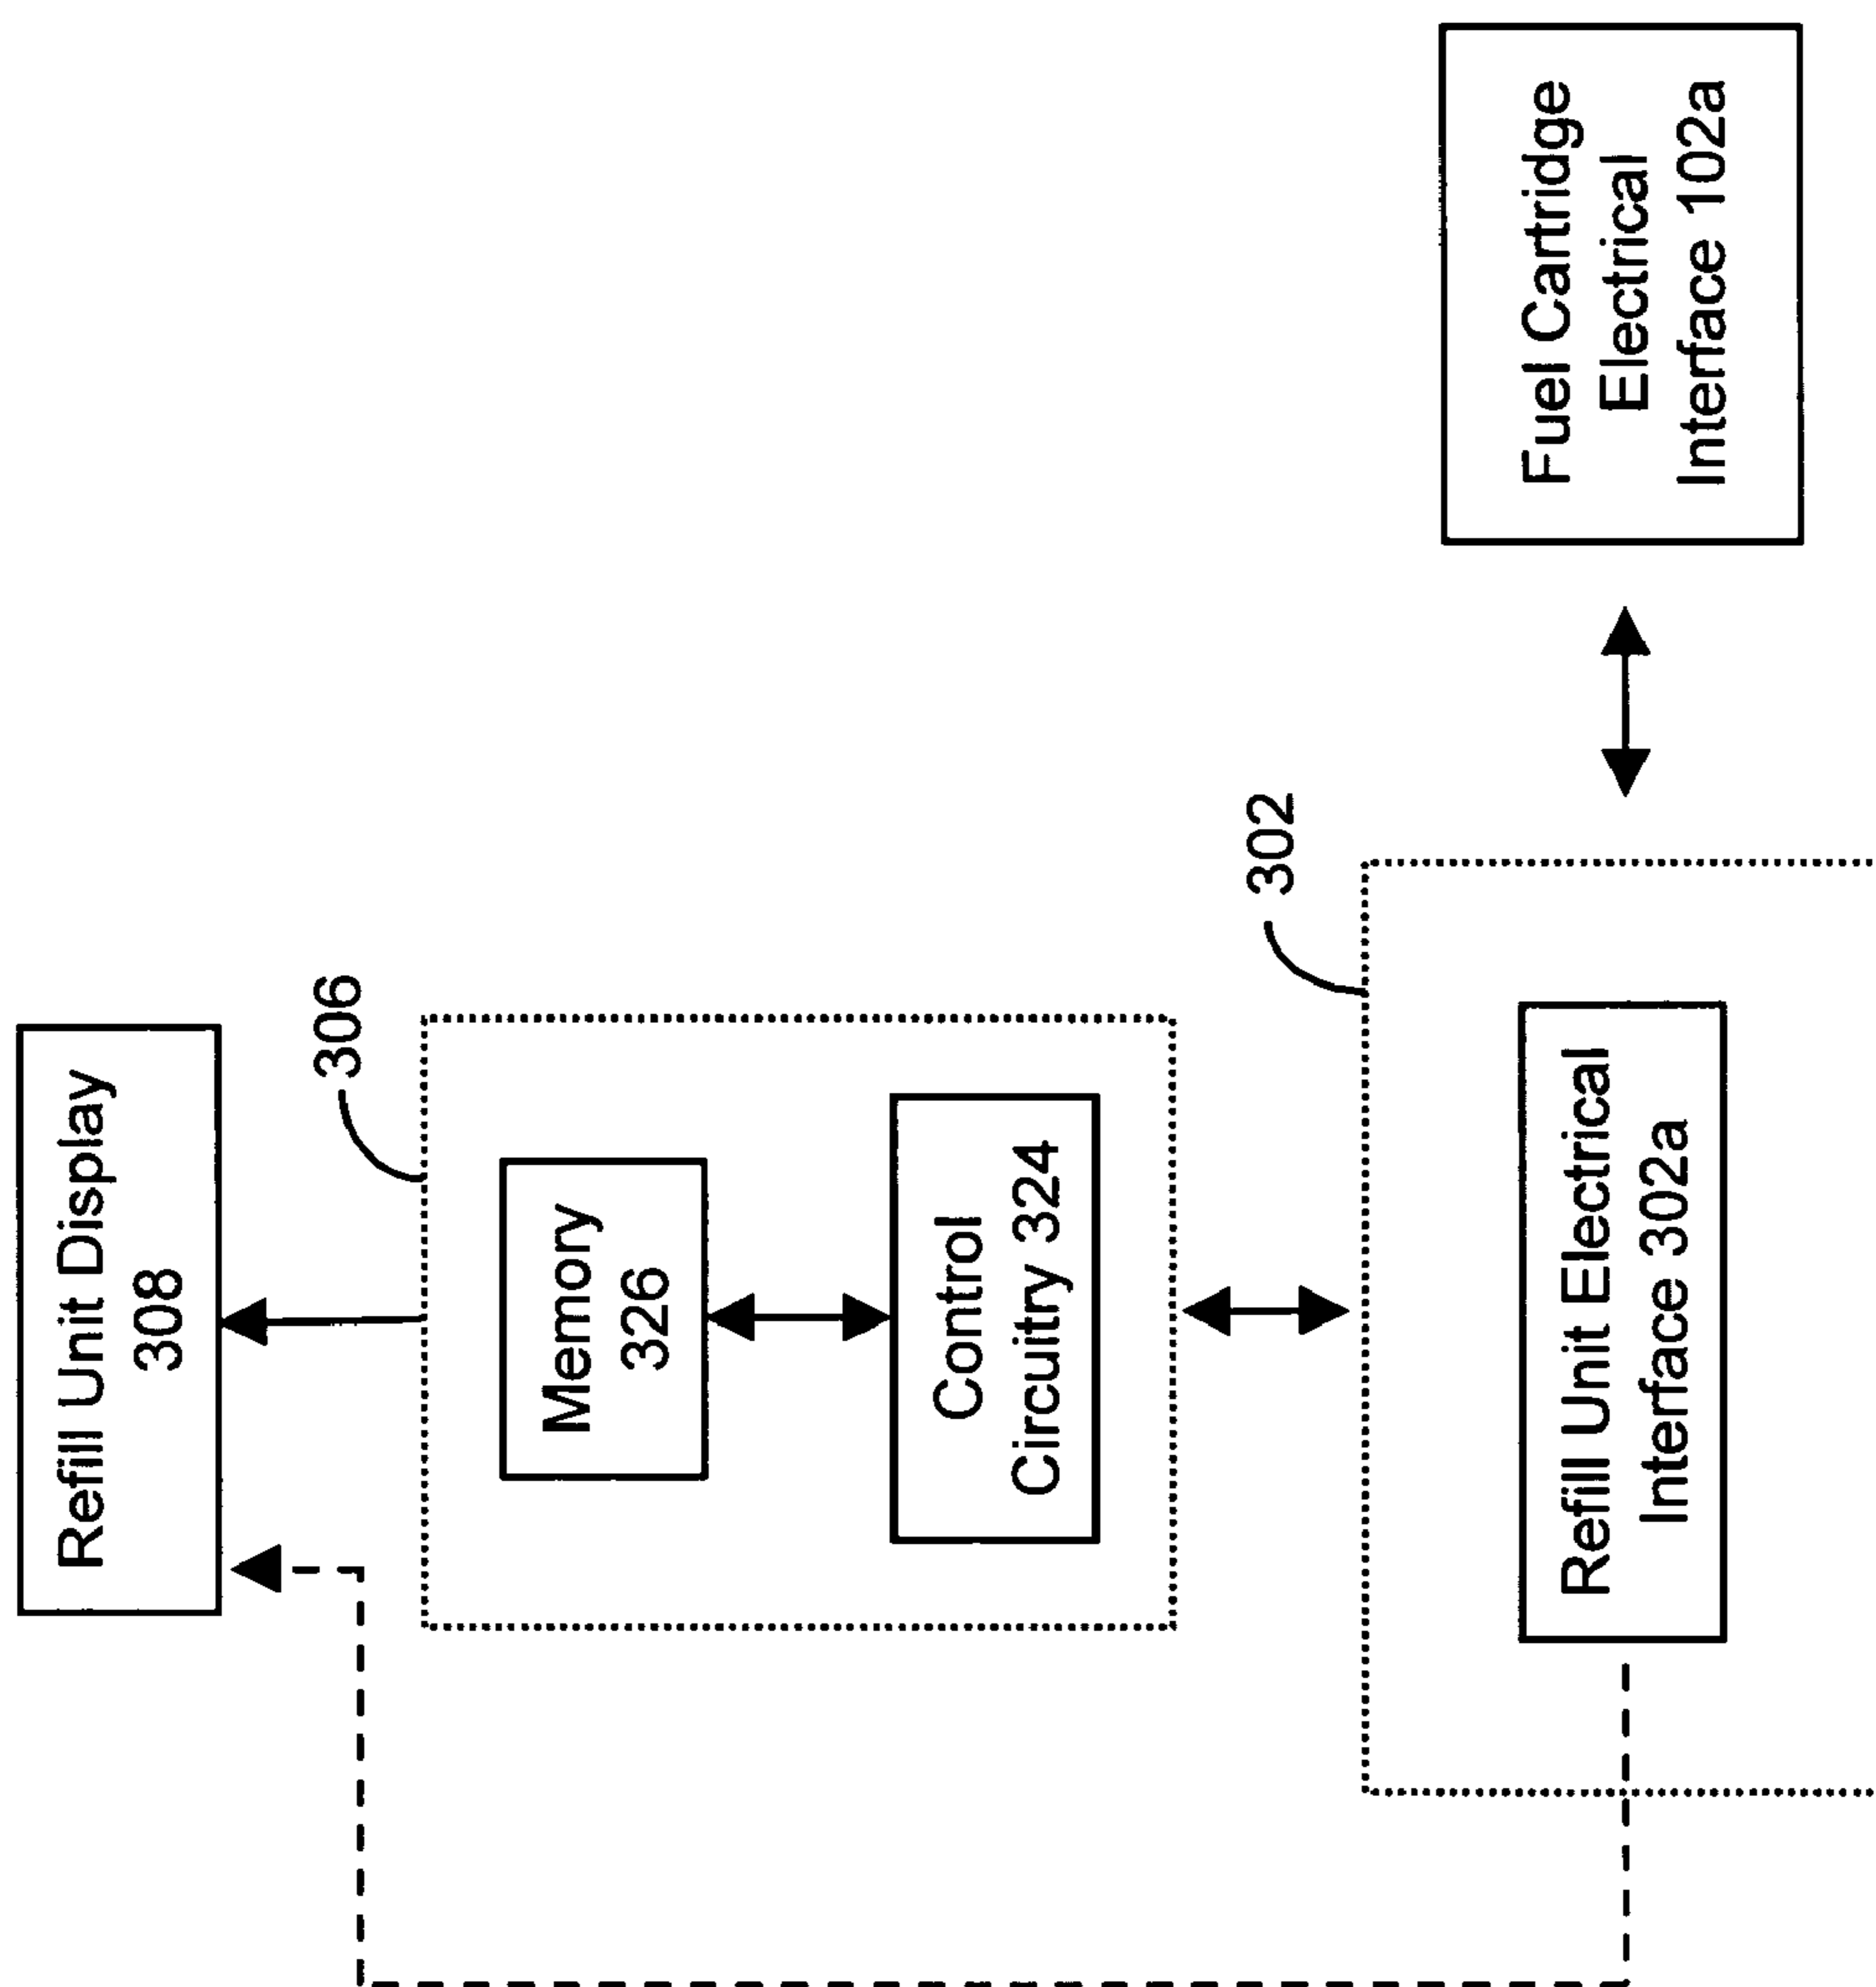 Refill Unit Display
308
306
Memory
326
Control
Circuitry 324
302
Refill Unit Electrical
Interface 302a
Fuel Cartridge
Electrical
Interface 102a